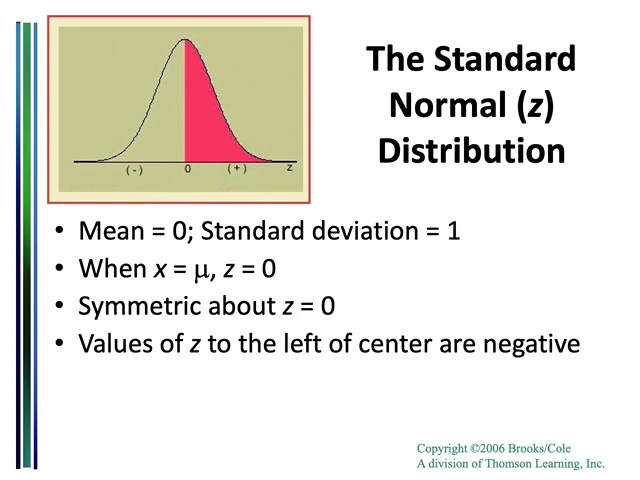 The Standard
Normal (z)
Distribution
(-) 0 (+) z
• Mean = 0; Standard deviation = 1
• When x = μ, z = 0
• Symmetric about z = 0
• Values of z to the left of center are negative
Copyright ©2006 Brooks/Cole
A division of Thomson Learning, Inc.